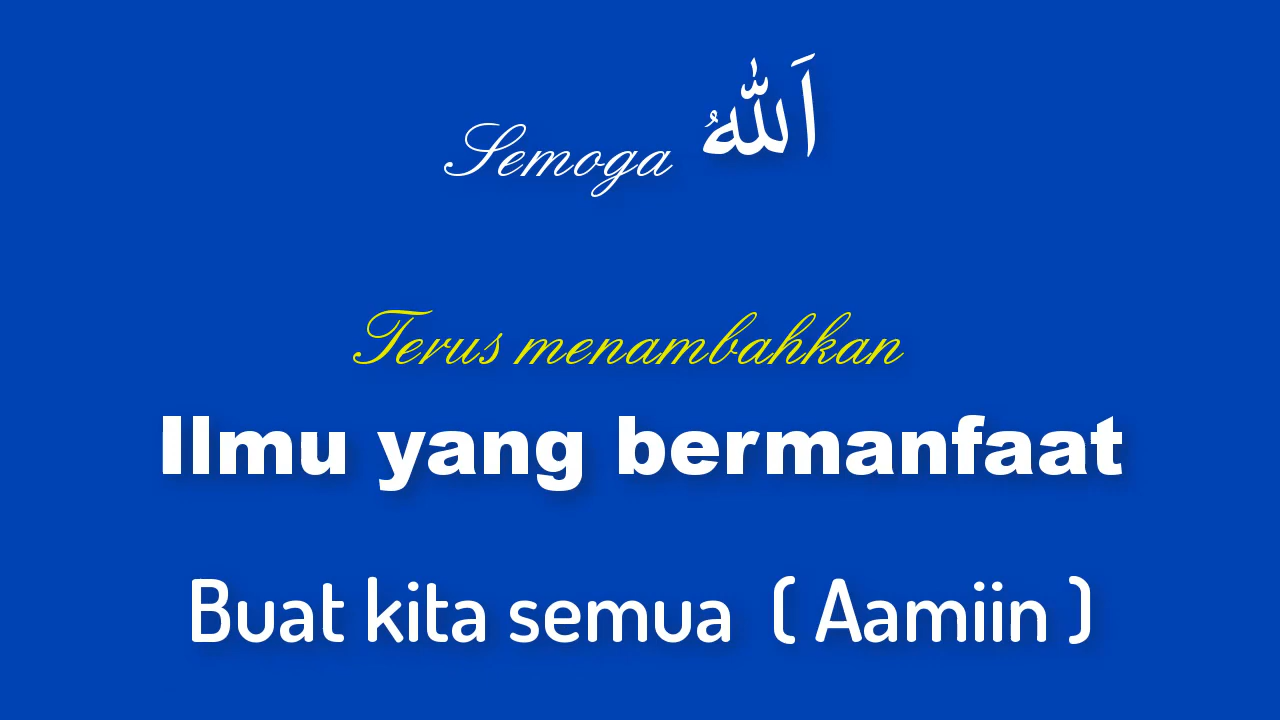 Semoga اَللّٰهُ
Terus menambahkan
Ilmu yang bermanfaat
Buat kita semua ( Aamiin )